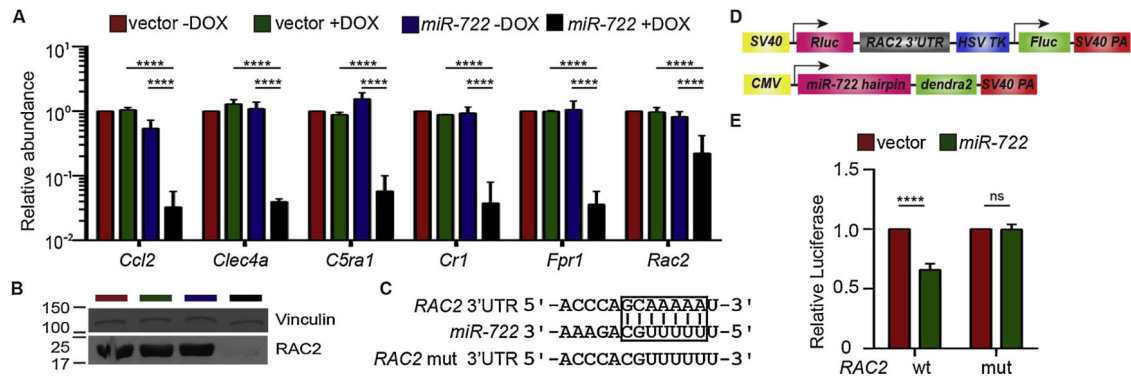 A
vector -DOX vector +DOX miR-722 -DOX miR-722 +DOX
Relative abundance
10¹
10⁰
10⁻¹
10⁻²
**** **** **** **** **** ****
**** **** **** **** **** ****
Ccl2 Clec4a C5ra1 Cr1 Fpr1 Rac2
B
150
100
25
17
Vinculin
RAC2
C
RAC2 3'UTR 5'-ACCCAGCAAAAAU-3'
miR-722 3'-AAAGACGUUUUUU-5'
RAC2 mut 3'UTR 5'-ACCCACGUUUUUU-3'
D
SV40 Rluc RAC2 3'UTR HSV TK Fluc SV40 PA
CMV miR-722 hairpin dendra2 SV40 PA
E
vector miR-722
Relative Luciferase
1.5
1.0
0.5
0
**** ns
RAC2 wt mut